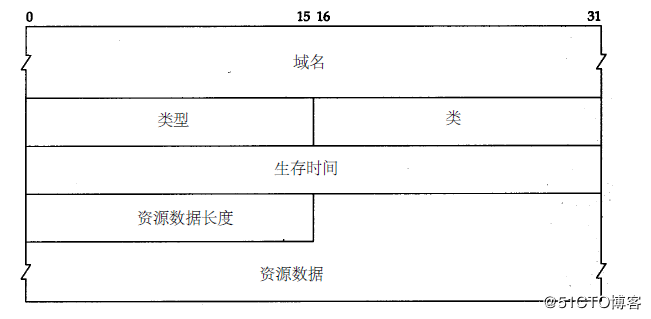 0 15 16 31
域名
类型 类
生存时间
资源数据长度
资源数据
@51CTO博客